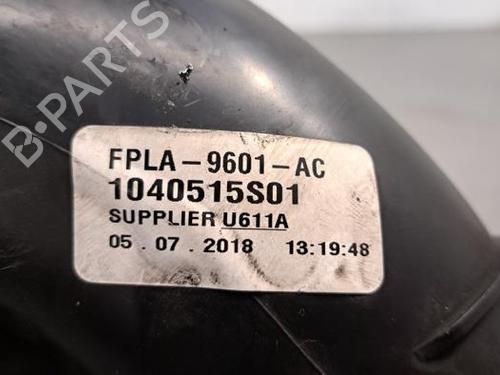 B-PARTS
FPLA-9601-AC
1040515S01
SUPPLIER U611A
05.07.2018 13:19:48